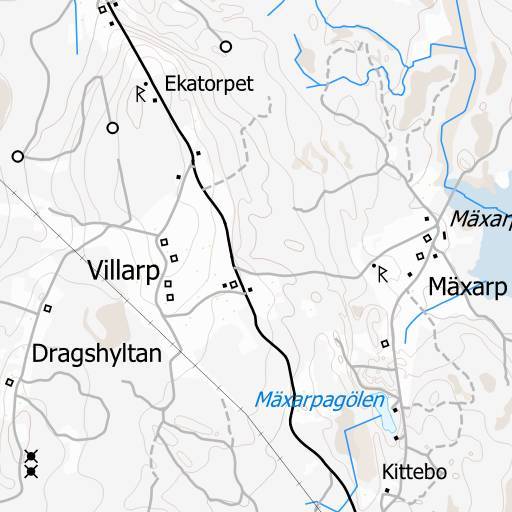 Ekatorpet
Mäxarp
Villarp
Mäxarp
Dragshyltan
Mäxarpagölen
Kittebo